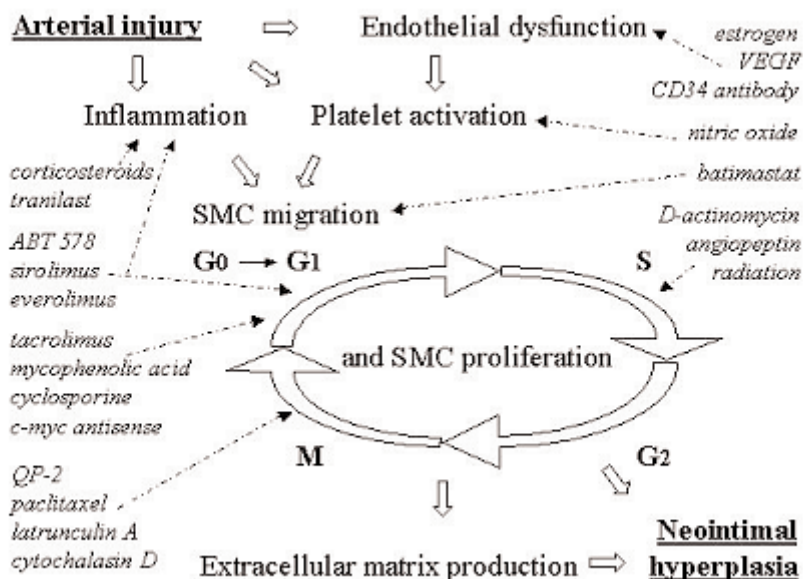 Arterial injury
Endothelial dysfunction
estrogen
VEGF
CD34 antibody
Inflammation
Platelet activation
nitric oxide
corticosteroids
tranilast
batimastat
SMC migration
D-actinomycin
angiopeptin
radiation
ABT 578
sirolimus
everolimus
G0
G1
S
tacrolimus
mycophenolic acid
cyclosporine
c-myc antisense
and SMC proliferation
M
G2
QP-2
paclitaxel
latrunculin A
cytochalasin D
Extracellular matrix production
Neointimal
hyperplasia